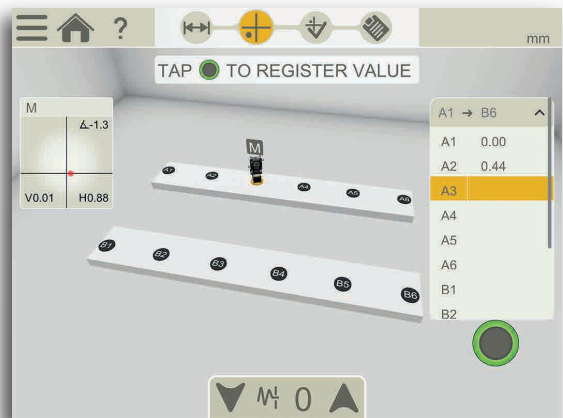 ?
mm
TAP TO REGISTER VALUE
M
∡-1.3
V0.01 H0.88
A1 → B6
A1 0.00
A2 0.44
A3
A4
A5
A6
B1
B2
M
A1 A2 A4 A5 A6
B1 B2 B3 B4 B5 B6
0